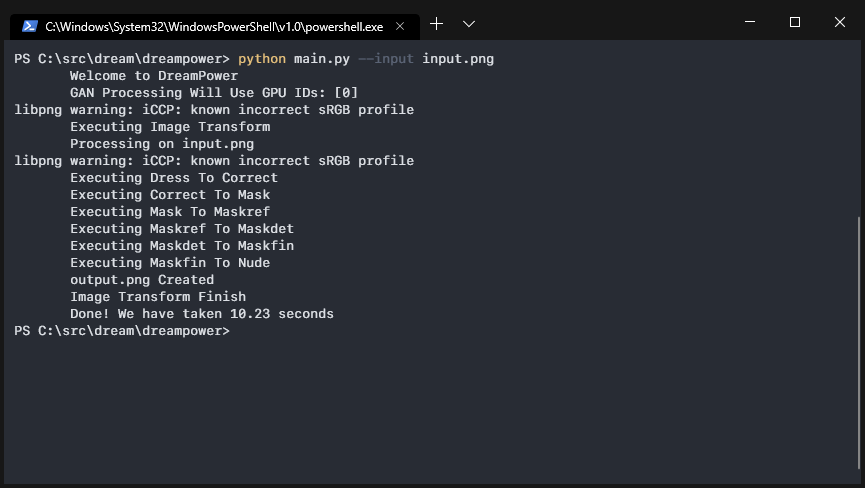 C:\Windows\System32\WindowsPowerShell\v1.0\powershell.exe
PS C:\src\dream\dreampower> python main.py --input input.png
Welcome to DreamPower
GAN Processing Will Use GPU IDs: [0]
libpng warning: iCCP: known incorrect sRGB profile
Executing Image Transform
Processing on input.png
libpng warning: iCCP: known incorrect sRGB profile
Executing Dress To Correct
Executing Correct To Mask
Executing Mask To Maskref
Executing Maskref To Maskdet
Executing Maskdet To Maskfin
Executing Maskfin To Nude
output.png Created
Image Transform Finish
Done! We have taken 10.23 seconds
PS C:\src\dream\dreampower>